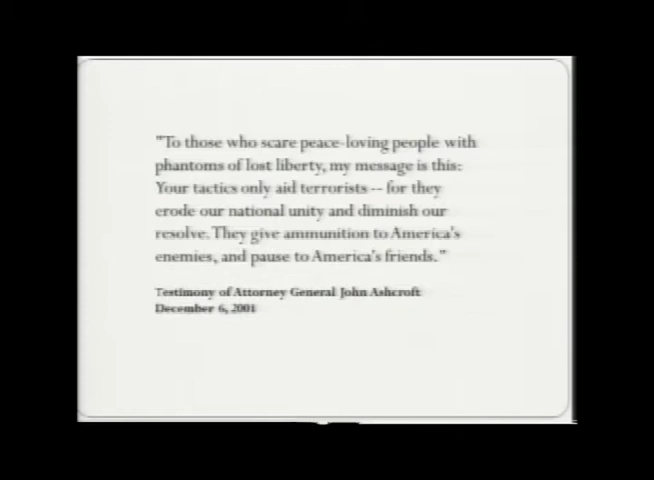 "To those who scare peace-loving people with
phantoms of lost liberty, my message is this:
Your tactics only aid terrorists -- for they
erode our national unity and diminish our
resolve. They give ammunition to America's
enemies, and pause to America's friends."
Testimony of Attorney General John Ashcroft
December 6, 2001